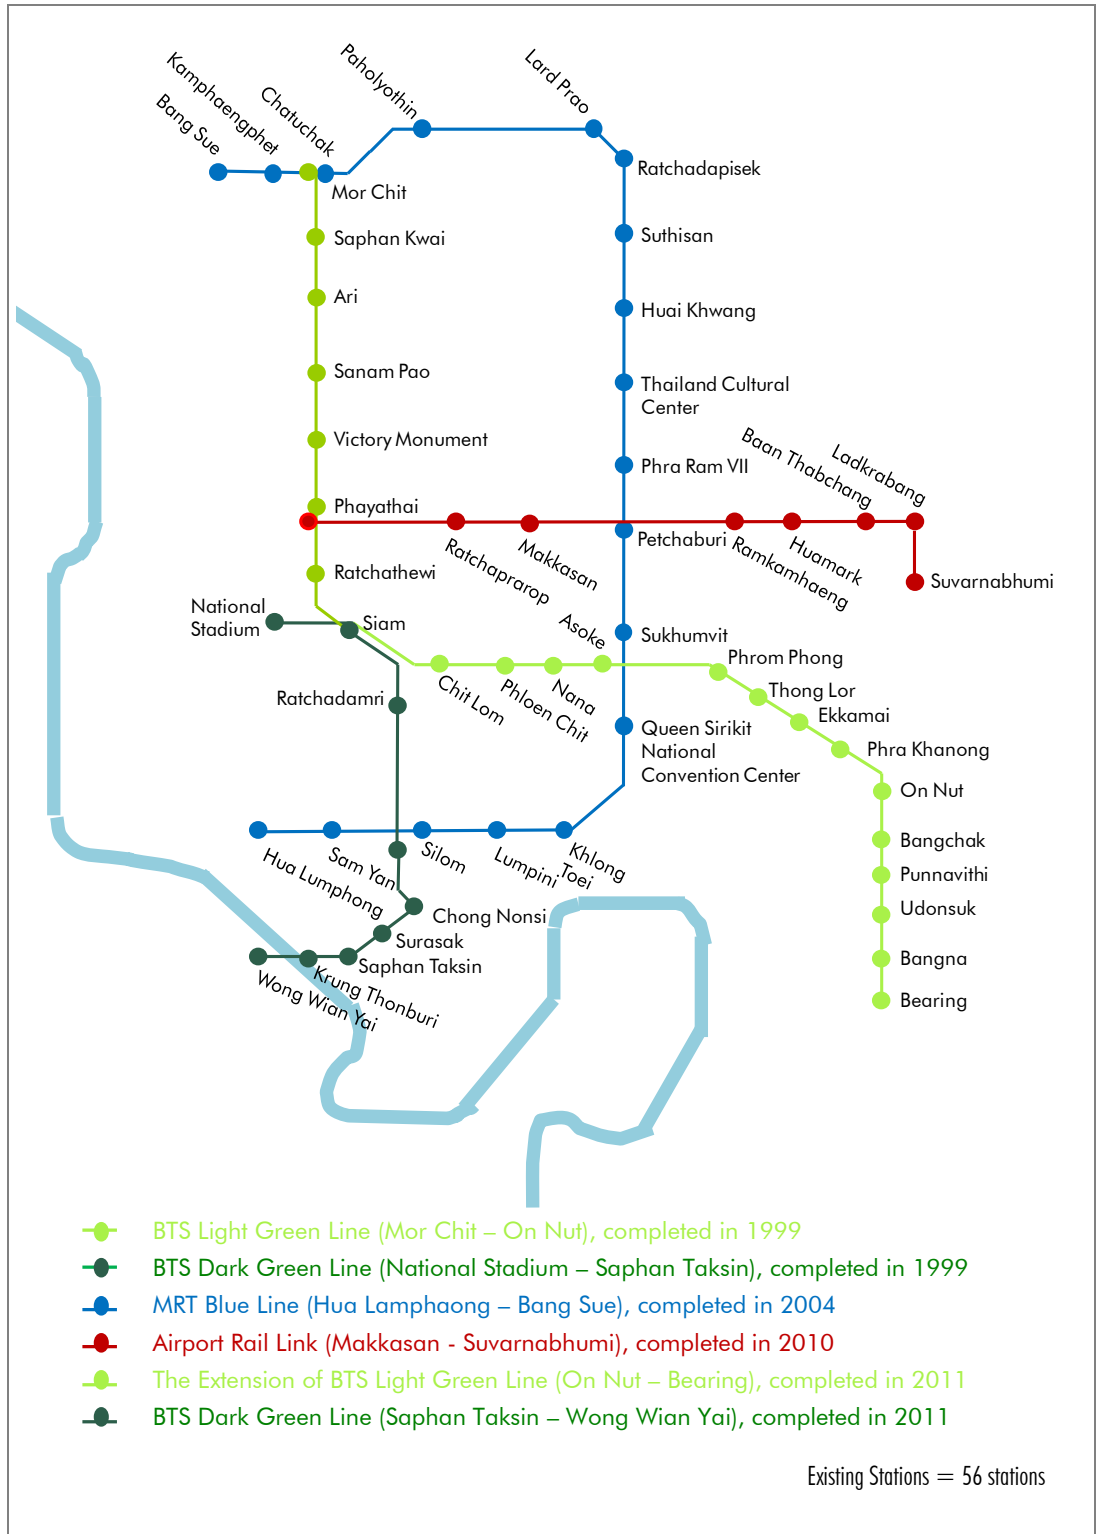 Paholyothin
Lard Prao
Kamphaengphet
Chatuchak
Bang Sue
Mor Chit
Ratchadapisek
Saphan Kwai
Suthisan
Ari
Huai Khwang
Sanam Pao
Thailand Cultural
Center
Victory Monument
Baan Thabchang
Ladkrabang
Phra Ram VII
Phayathai
Ratchaprarop
Makkasan
Petchaburi
Ramkamhaeng
Huamark
Suvarnabhumi
Ratchathewi
National
Stadium
Siam
Asoke
Sukhumvit
Phrom Phong
Chit Lom
Phloen Chit
Nana
Thong Lor
Ratchadamri
Ekkamai
Queen Sirikit
National
Convention Center
Phra Khanong
On Nut
Bangchak
Hua Lumphong
Sam Yan
Silom
Lumpini
Khlong
Toei
Punnavithi
Chong Nonsi
Udonsuk
Surasak
Saphan Taksin
Bangna
Wong Wian Yai
Krung Thonburi
Bearing
BTS Light Green Line (Mor Chit – On Nut), completed in 1999
BTS Dark Green Line (National Stadium – Saphan Taksin), completed in 1999
MRT Blue Line (Hua Lamphaong – Bang Sue), completed in 2004
Airport Rail Link (Makkasan - Suvarnabhumi), completed in 2010
The Extension of BTS Light Green Line (On Nut – Bearing), completed in 2011
BTS Dark Green Line (Saphan Taksin – Wong Wian Yai), completed in 2011
Existing Stations = 56 stations